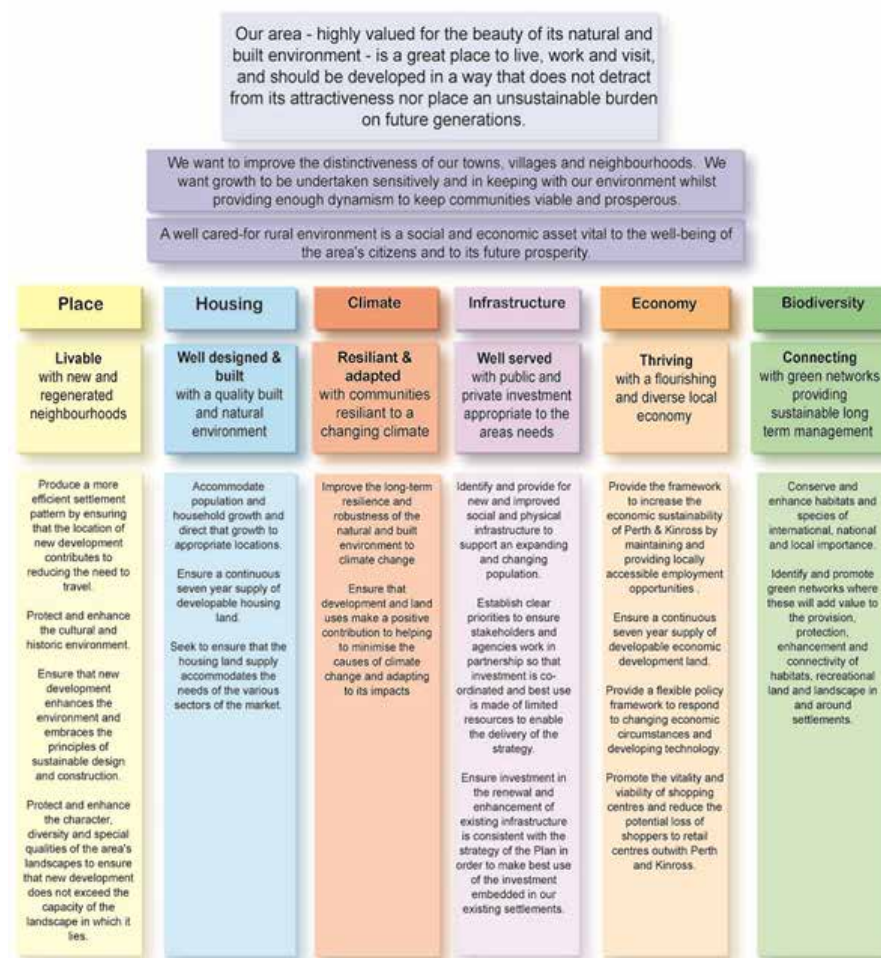 Our area - highly valued for the beauty of its natural and
built environment - is a great place to live, work and visit,
and should be developed in a way that does not detract
from its attractiveness nor place an unsustainable burden
on future generations.
We want to improve the distinctiveness of our towns, villages and neighbourhoods. We
want growth to be undertaken sensitively and in keeping with our environment whilst
providing enough dynamism to keep communities viable and prosperous.
A well cared-for rural environment is a social and economic asset vital to the well-being of
the area's citizens and to its future prosperity.
Place
Livable
with new and
regenerated
neighbourhoods
Produce a more
efficient settlement
pattern by ensuring
that the location of
new development
contributes to
reducing the need to
travel.
Protect and enhance
the cultural and
historic environment.
Ensure that new
development
enhances the
environment and
embraces the
principles of
sustainable design
and construction.
Protect and enhance
the character,
diversity and special
qualities of the area's
landscapes to ensure
that new development
does not exceed the
capacity of the
landscape in which it
lies.
Housing
Well designed &
built
with a quality built
and natural
environment
Accommodate
population and
household growth and
direct that growth to
appropriate locations.
Ensure a continuous
seven year supply of
developable housing
land.
Seek to ensure that the
housing land supply
accommodates the
needs of the various
sectors of the market.
Climate
Resiliant &
adapted
with communities
resiliant to a
changing climate
Improve the long-term
resilience and
robustness of the
natural and built
environment to
climate change
Ensure that
development and land
uses make a positive
contribution to helping
to minimise the
causes of climate
change and adapting
to its impacts
Infrastructure
Well served
with public and
private investment
appropriate to the
areas needs
Identify and provide for
new and improved
social and physical
infrastructure to
support an expanding
and changing
population.
Establish clear
priorities to ensure
stakeholders and
agencies work in
partnership so that
investment is co-
ordinated and best use
is made of limited
resources to enable
the delivery of the
strategy.
Ensure investment in
the renewal and
enhancement of
existing infrastructure
is consistent with the
strategy of the Plan in
order to make best use
of the investment
embedded in our
existing settlements.
Economy
Thriving
with a flourishing
and diverse local
economy
Provide the framework
to increase the
economic sustainability
of Perth & Kinross by
maintaining and
providing locally
accessible employment
opportunities .
Ensure a continuous
seven year supply of
developable economic
development land.
Provide a flexible policy
framework to respond
to changing economic
circumstances and
developing technology.
Promote the vitality and
viability of shopping
centres and reduce the
potential loss of
shoppers to retail
centres outwith Perth
and Kinross.
Biodiversity
Connecting
with green networks
providing
sustainable long
term management
Conserve and
enhance habitats and
species of
international, national
and local importance.
Identify and promote
green networks where
these will add value to
the provision,
protection,
enhancement and
connectivity of
habitats, recreational
land and landscape in
and around
settlements.